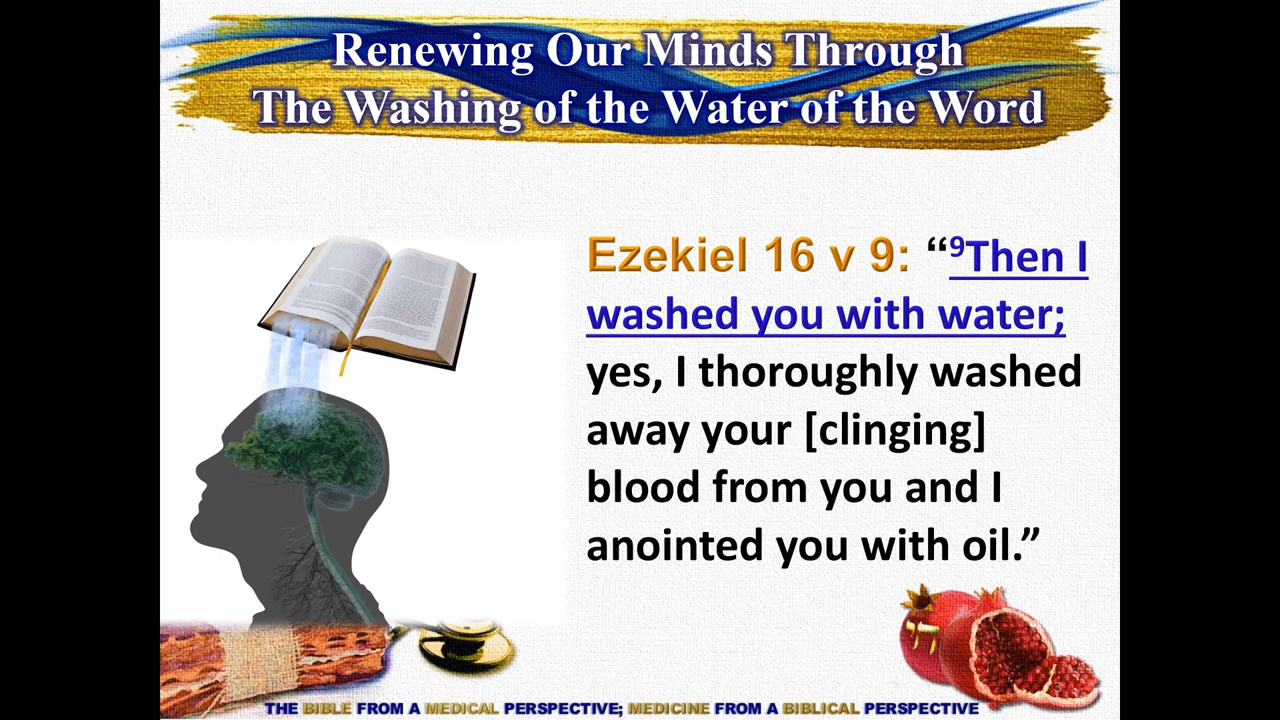 Renewing Our Minds Through
The Washing of the Water of the Word
Ezekiel 16 v 9: “⁹Then I
washed you with water;
yes, I thoroughly washed
away your [clinging]
blood from you and I
anointed you with oil.”
THE BIBLE FROM A MEDICAL PERSPECTIVE; MEDICINE FROM A BIBLICAL PERSPECTIVE